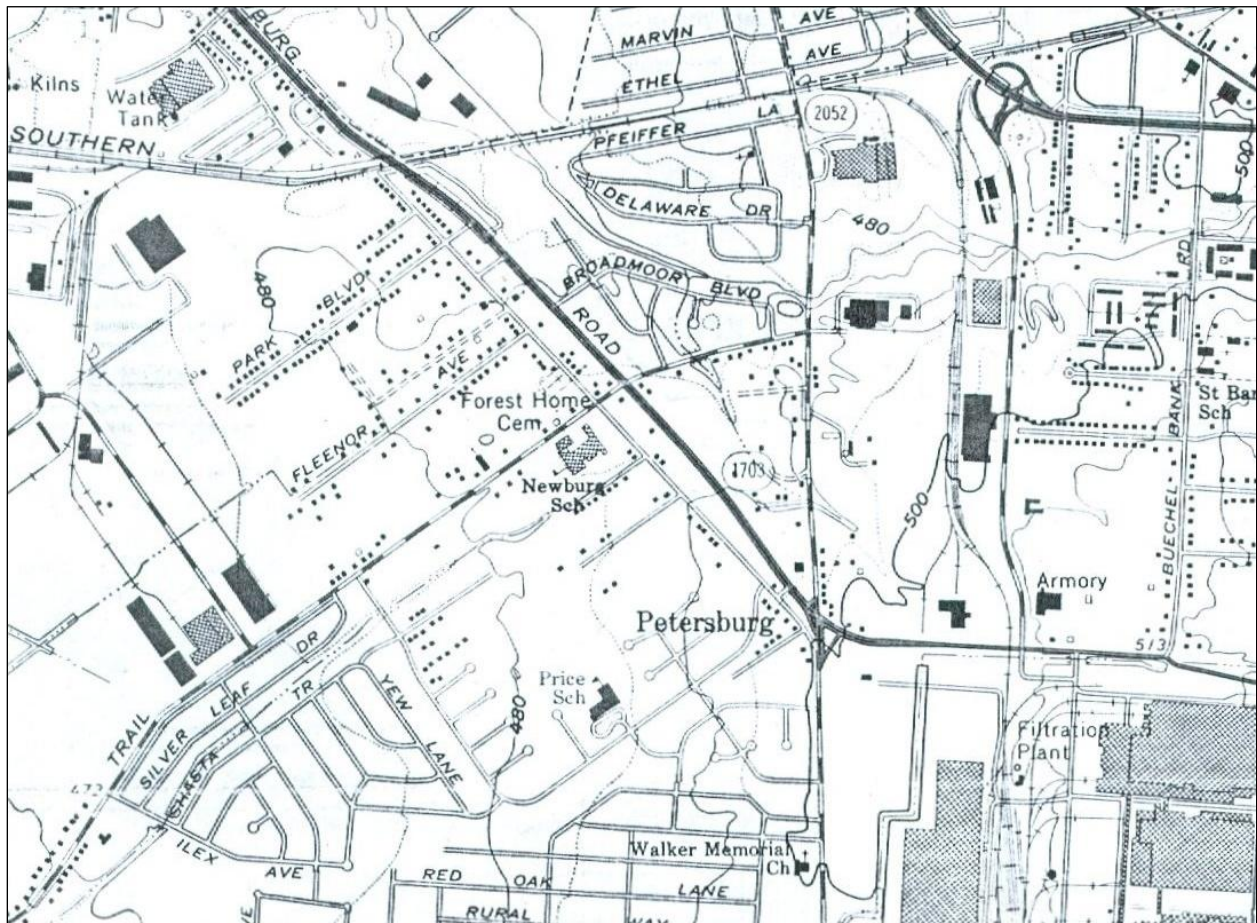 BURG
MARVIN AVE
ETHEL AVE
Kilns
Water
Tank
SOUTHERN
PFEIFFER LA
2052
500
DELAWARE DR
480
480
BROADMOOR BLVD
ROAD
PARK BLVD
RD
FLEENOR AVE
Forest Home
Cem
BANK
Sch
Newburg
Sch
1703
500
BUECHEL
Armory
Petersburg
513
SILVER LEAF DR
Price
Sch
YEW LANE
480
TRAIL
SHASTA TR
Filtration
Plant
ILEX AVE
Walker Memorial
Ch
RED OAK LANE
RURAL WAY